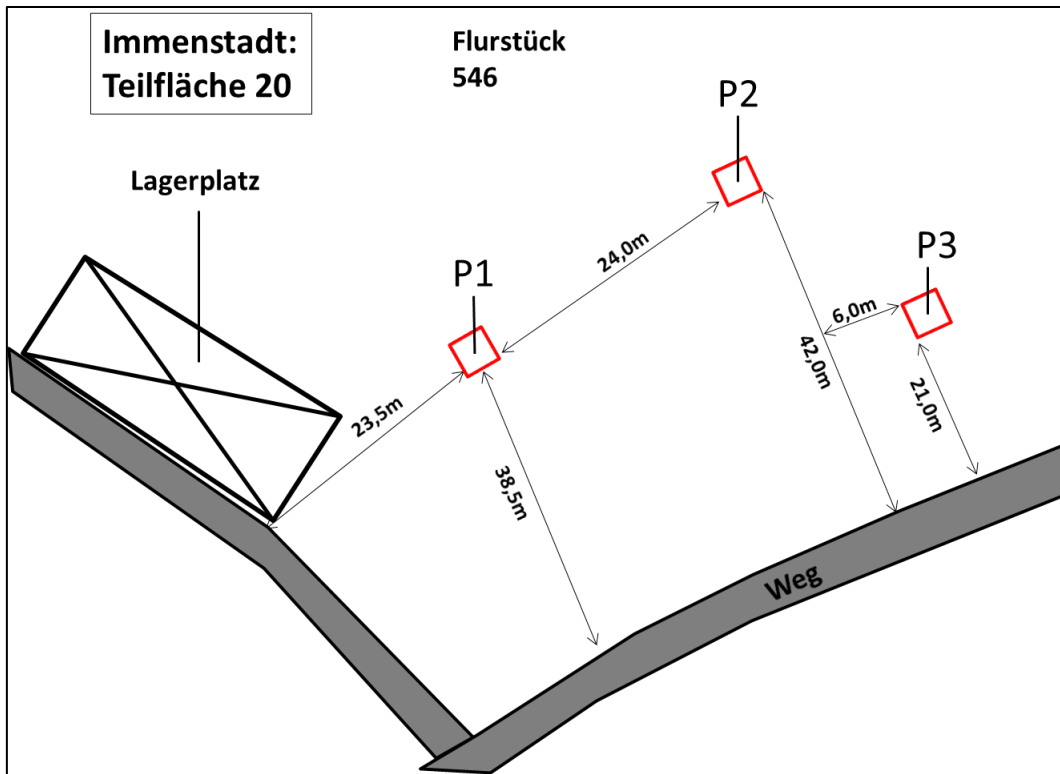 Immenstadt:
Teilfläche 20
Flurstück
546
P2
Lagerplatz
P1
24,0m
P3
6,0m
23,5m
42,0m
21,0m
38,5m
Weg